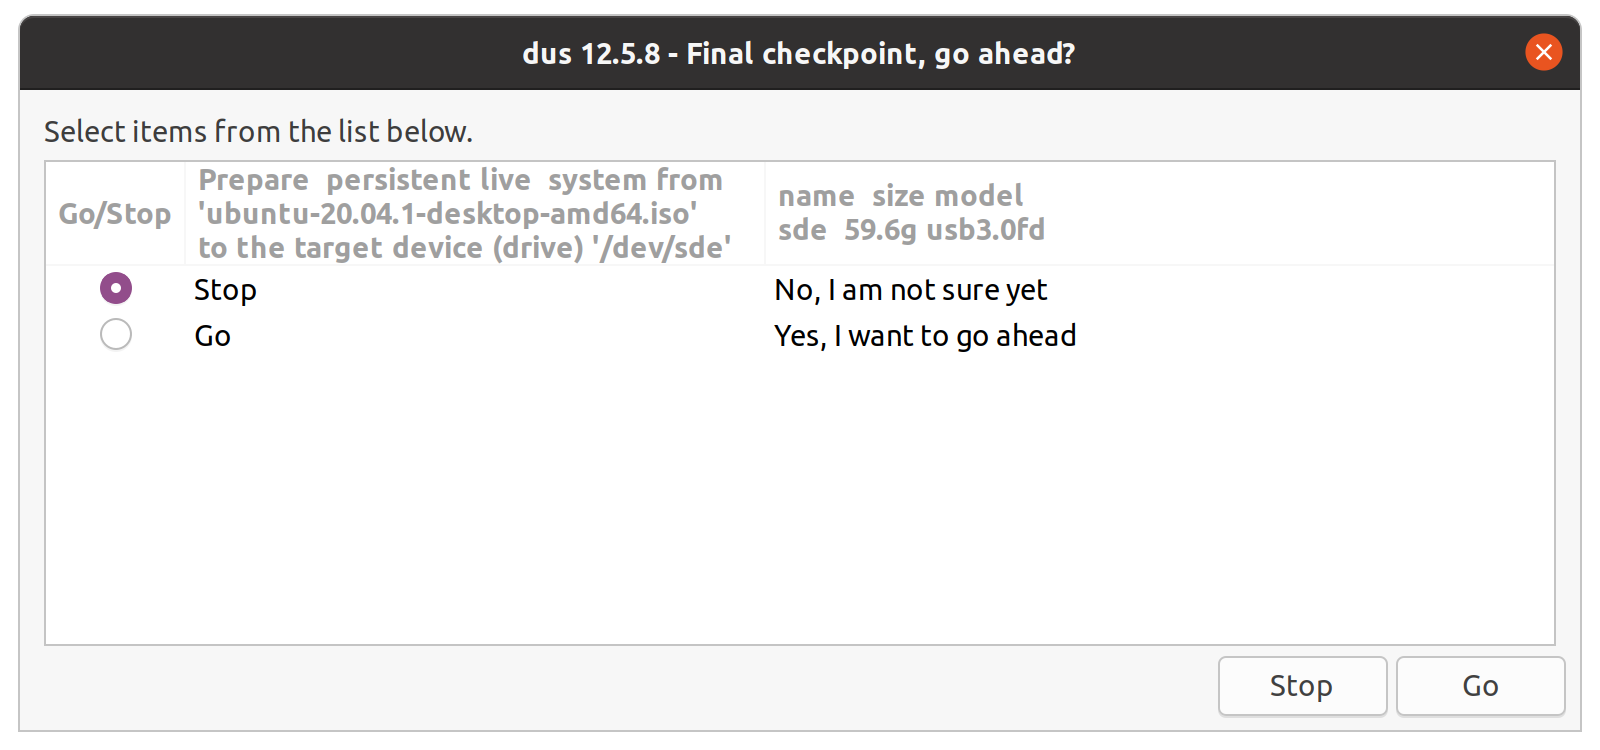 dus 12.5.8 - Final checkpoint, go ahead?
Select items from the list below.
Go/Stop
Prepare  persistent live  system from
'ubuntu-20.04.1-desktop-amd64.iso'
to the target device (drive) '/dev/sde'
name  size model
sde  59.6g usb3.0fd
Stop
No, I am not sure yet
Go
Yes, I want to go ahead
Stop
Go